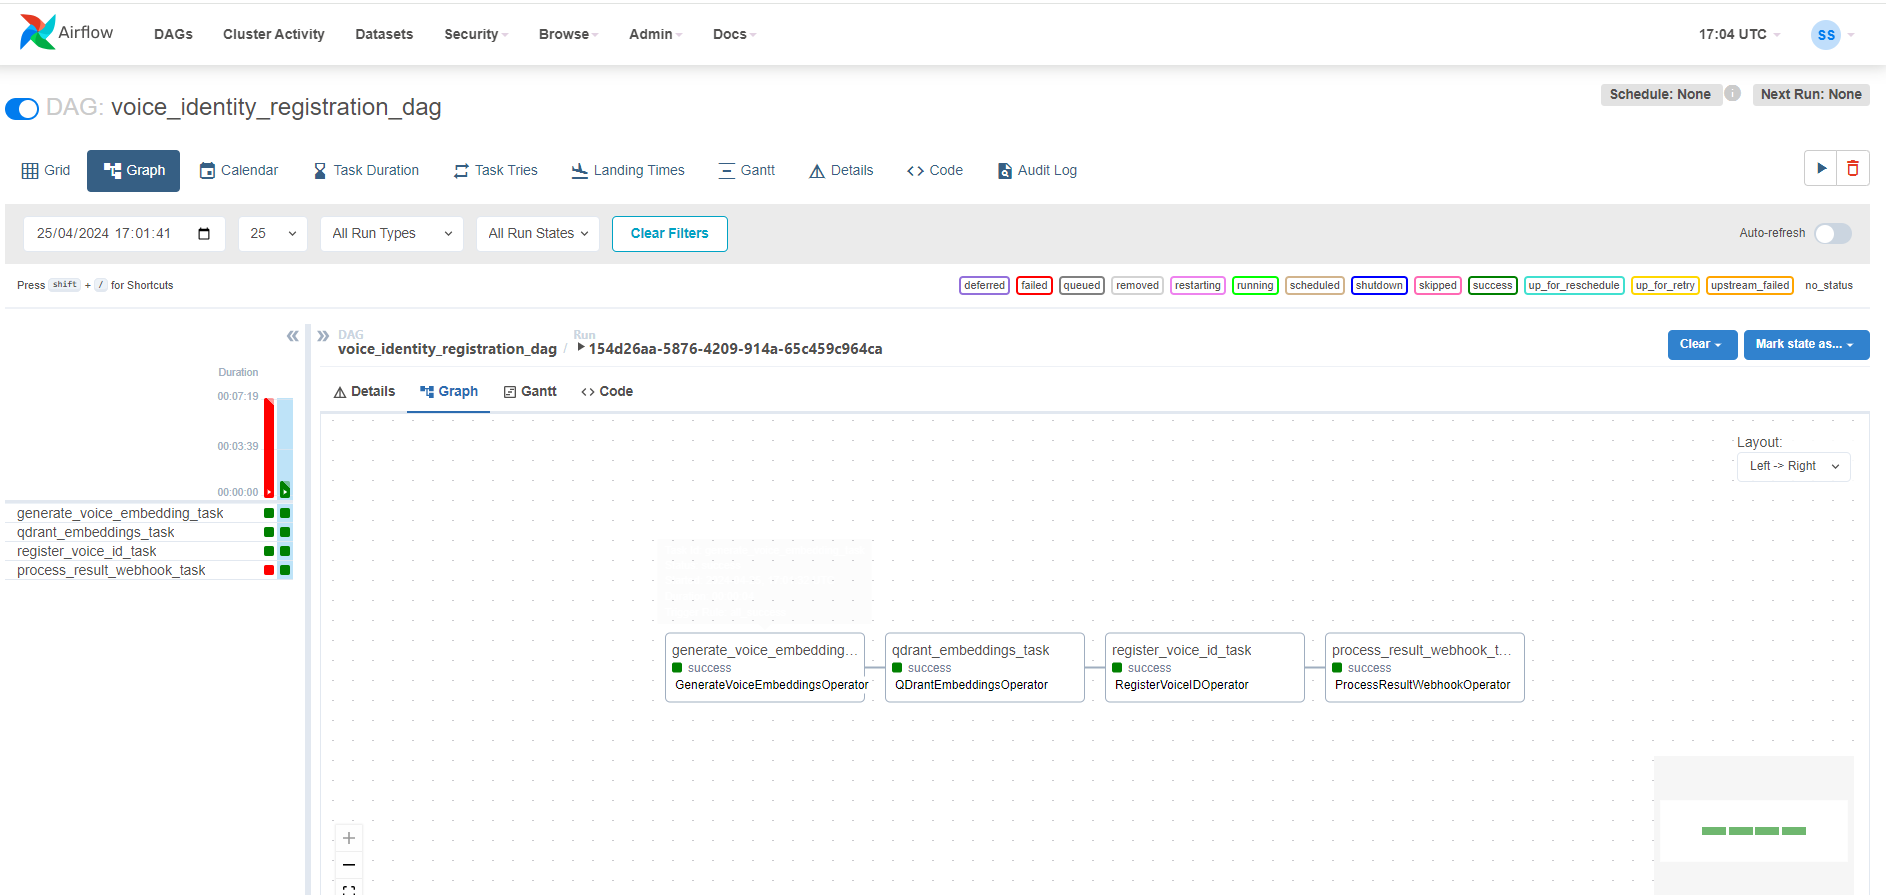 Airflow DAGs Cluster Activity Datasets Security Browse Admin Docs 17:04 UTC SS
DAG: voice_identity_registration_dag
Schedule: None i Next Run: None
Grid Graph Calendar Task Duration Task Tries Landing Times Gantt Details Code Audit Log
25/04/2024 17:01:41 25 All Run Types All Run States Clear Filters Auto-refresh
Press shift + / for Shortcuts
deferred failed queued removed restarting running scheduled shutdown skipped success up_for_reschedule up_for_retry upstream_failed no_status
DAG Run
voice_identity_registration_dag / 154d26aa-5876-4209-914a-65c459c964ca
Clear Mark state as...
Details Graph Gantt Code
Duration
00:07:19
00:03:39
00:00:00
generate_voice_embedding_task
qdrant_embeddings_task
register_voice_id_task
process_result_webhook_task
Layout:
Left -> Right
generate_voice_embedding...
success
GenerateVoiceEmbeddingsOperator
qdrant_embeddings_task
success
QDrantEmbeddingsOperator
register_voice_id_task
success
RegisterVoiceIDOperator
process_result_webhook_t...
success
ProcessResultWebhookOperator